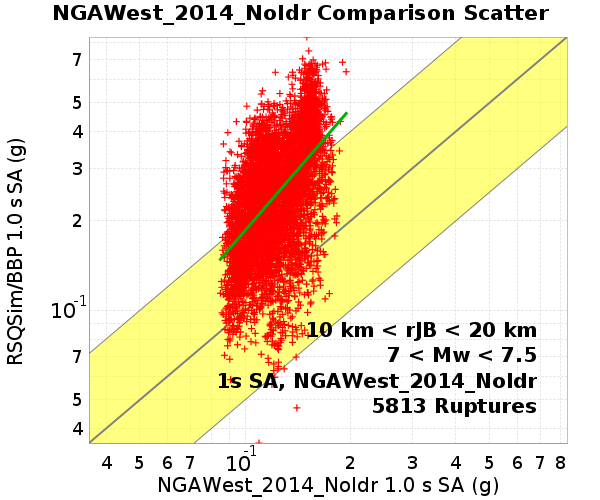 NGAWest_2014_NoIdr Comparison Scatter
RSQSim/BBP 1.0 s SA (g)
7
5
4
3
2
10-1
7
5
4
10 km < rJB < 20 km
7 < Mw < 7.5
1s SA, NGAWest_2014_NoIdr
5813 Ruptures
4 5 6 7 10-1 2 3 4 5 6 7 8
NGAWest_2014_NoIdr 1.0 s SA (g)